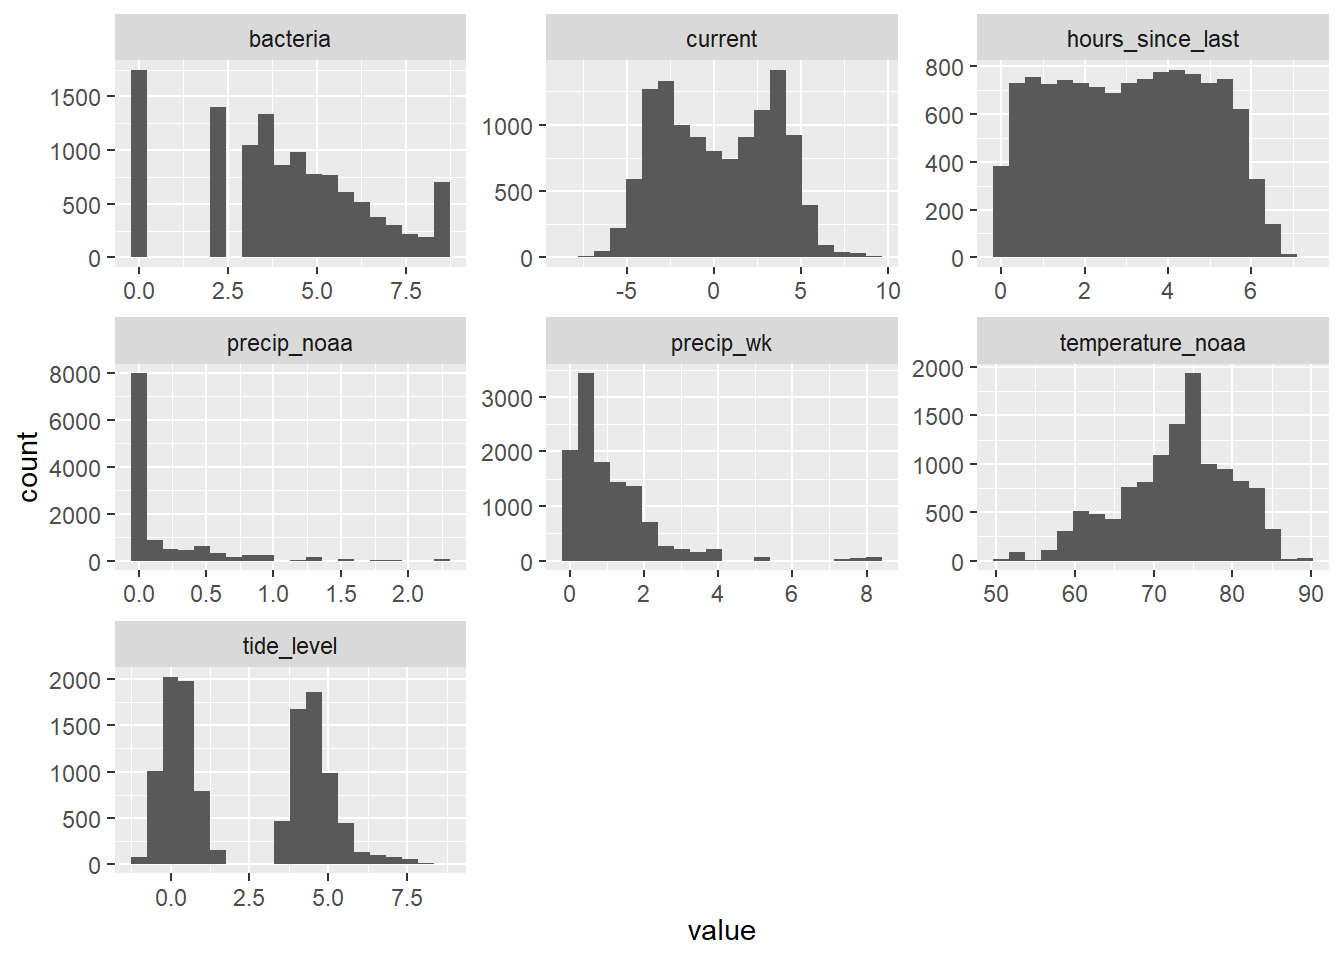 bacteria
current
hours_since_last
1500
1000
500
0
0.0 2.5 5.0 7.5
1000
500
0
-5 0 5 10
800
600
400
200
0
0 2 4 6
precip_noaa
precip_wk
temperature_noaa
8000
6000
4000
2000
0
0.0 0.5 1.0 1.5 2.0
3000
2000
1000
0
0 2 4 6 8
2000
1500
1000
500
0
50 60 70 80 90
tide_level
2000
1500
1000
500
0
0.0 2.5 5.0 7.5
count
value